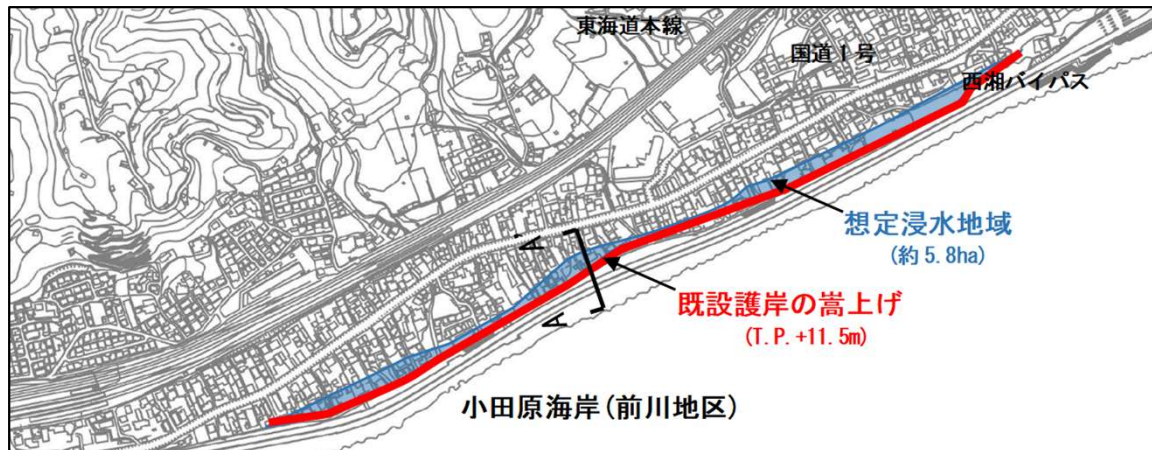 東海道本線
国道1号
西湘バイパス
想定浸水地域
(約5.8ha)
A'
既設護岸の嵩上げ
(T.P.+11.5m)
A
小田原海岸(前川地区)